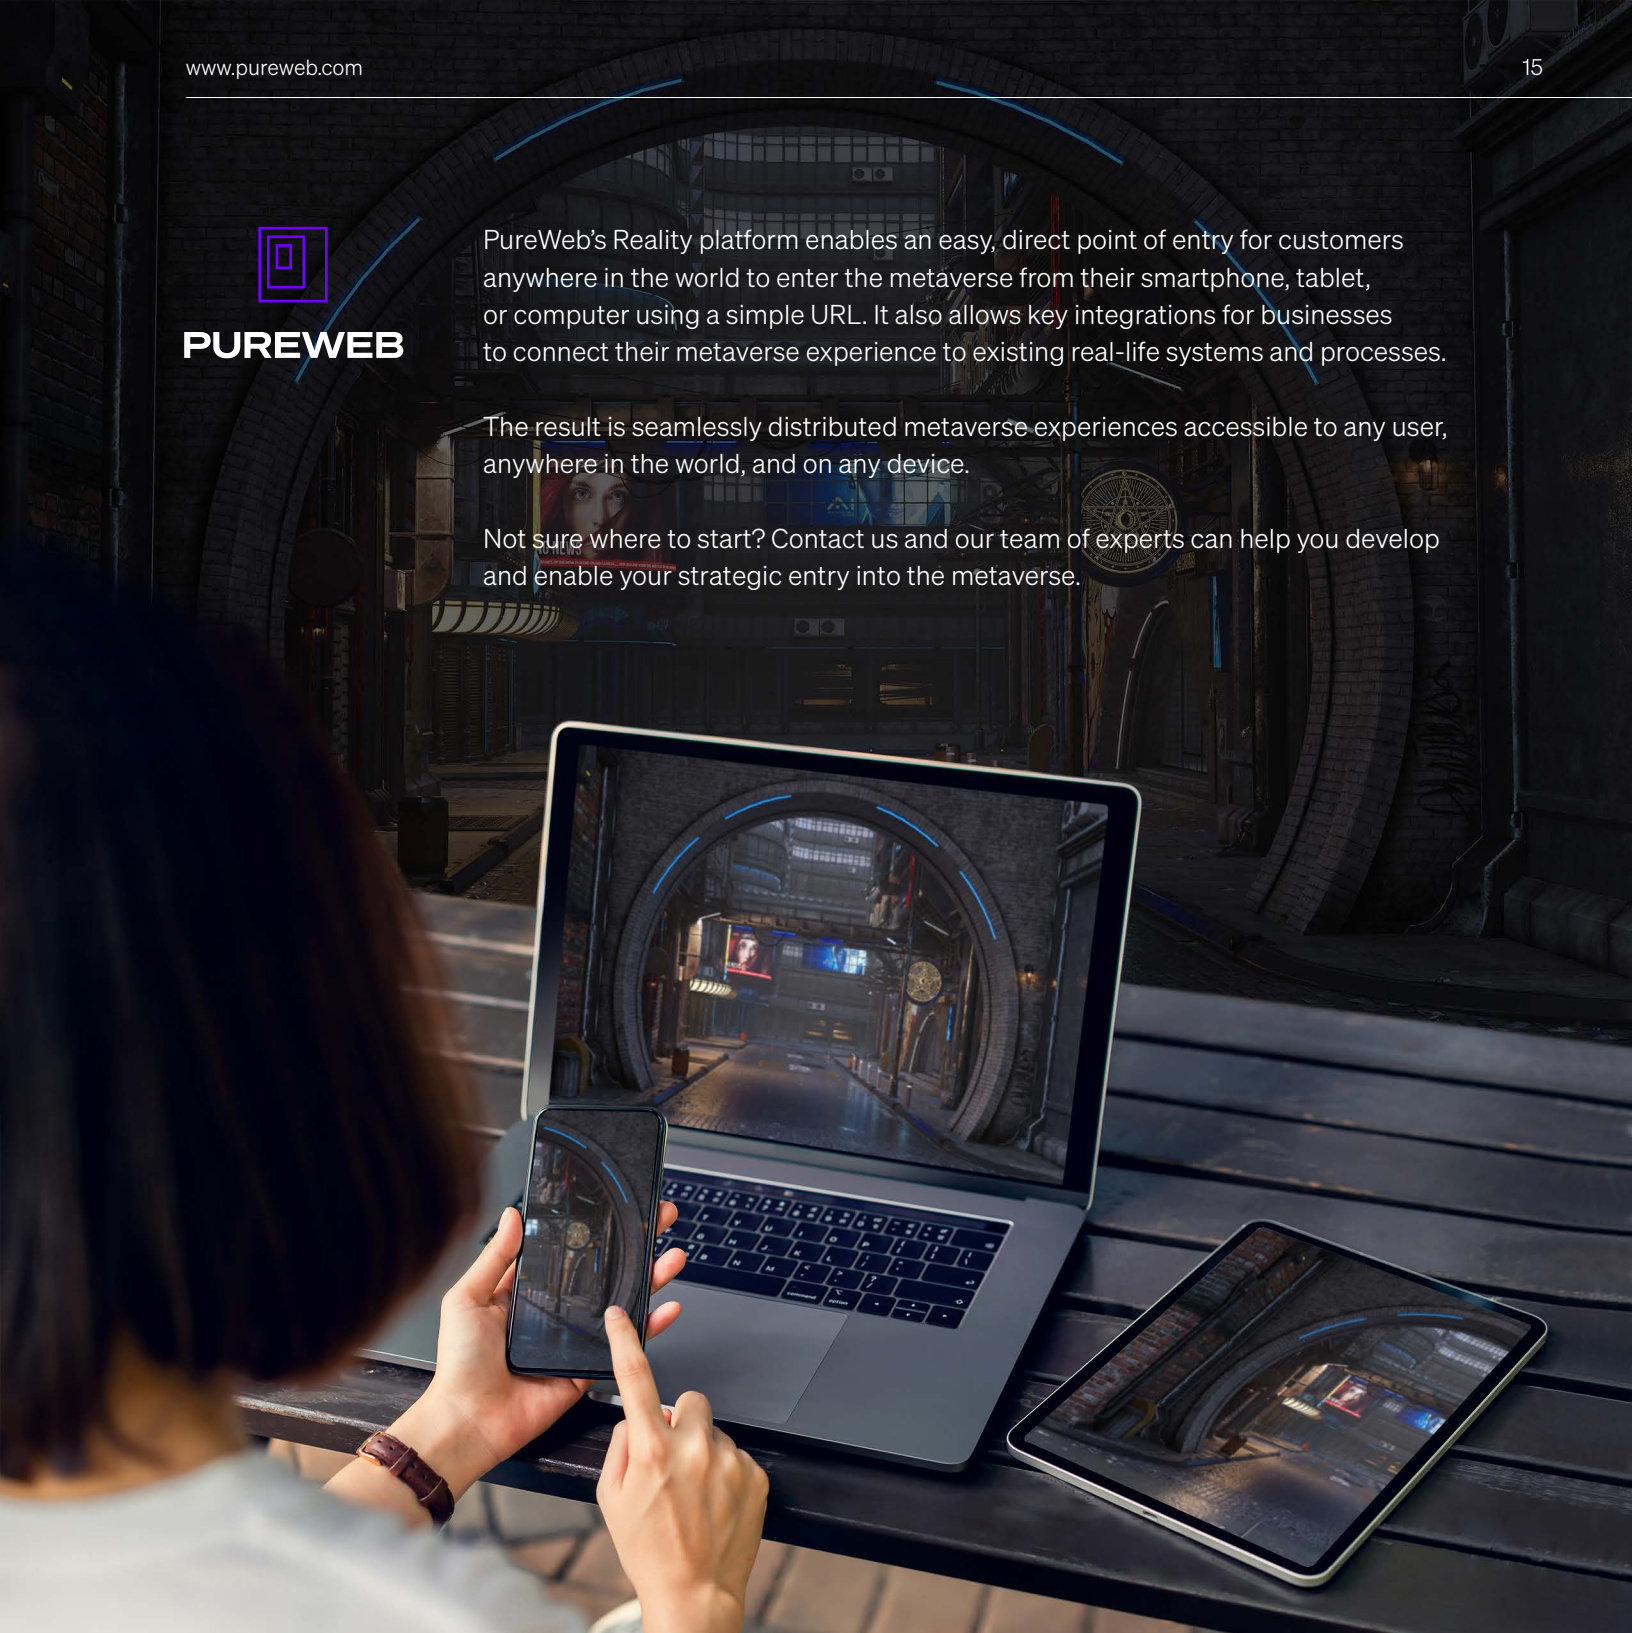 www.pureweb.com
15
PUREWEB
PureWeb’s Reality platform enables an easy, direct point of entry for customers
anywhere in the world to enter the metaverse from their smartphone, tablet,
or computer using a simple URL. It also allows key integrations for businesses
to connect their metaverse experience to existing real-life systems and processes.
The result is seamlessly distributed metaverse experiences accessible to any user,
anywhere in the world, and on any device.
Not sure where to start? Contact us and our team of experts can help you develop
and enable your strategic entry into the metaverse.
NEWS
command
option